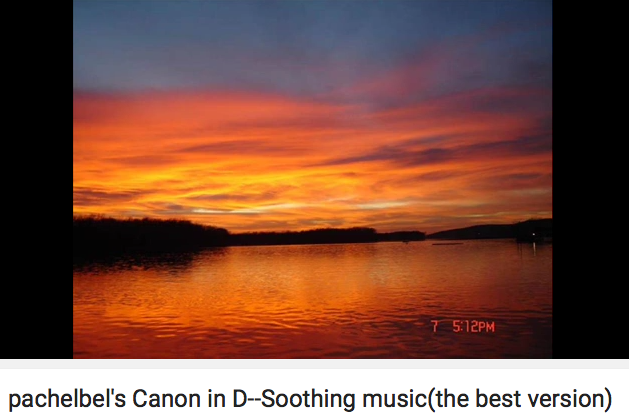 7 5:12PM
pachelbel's Canon in D--Soothing music(the best version)